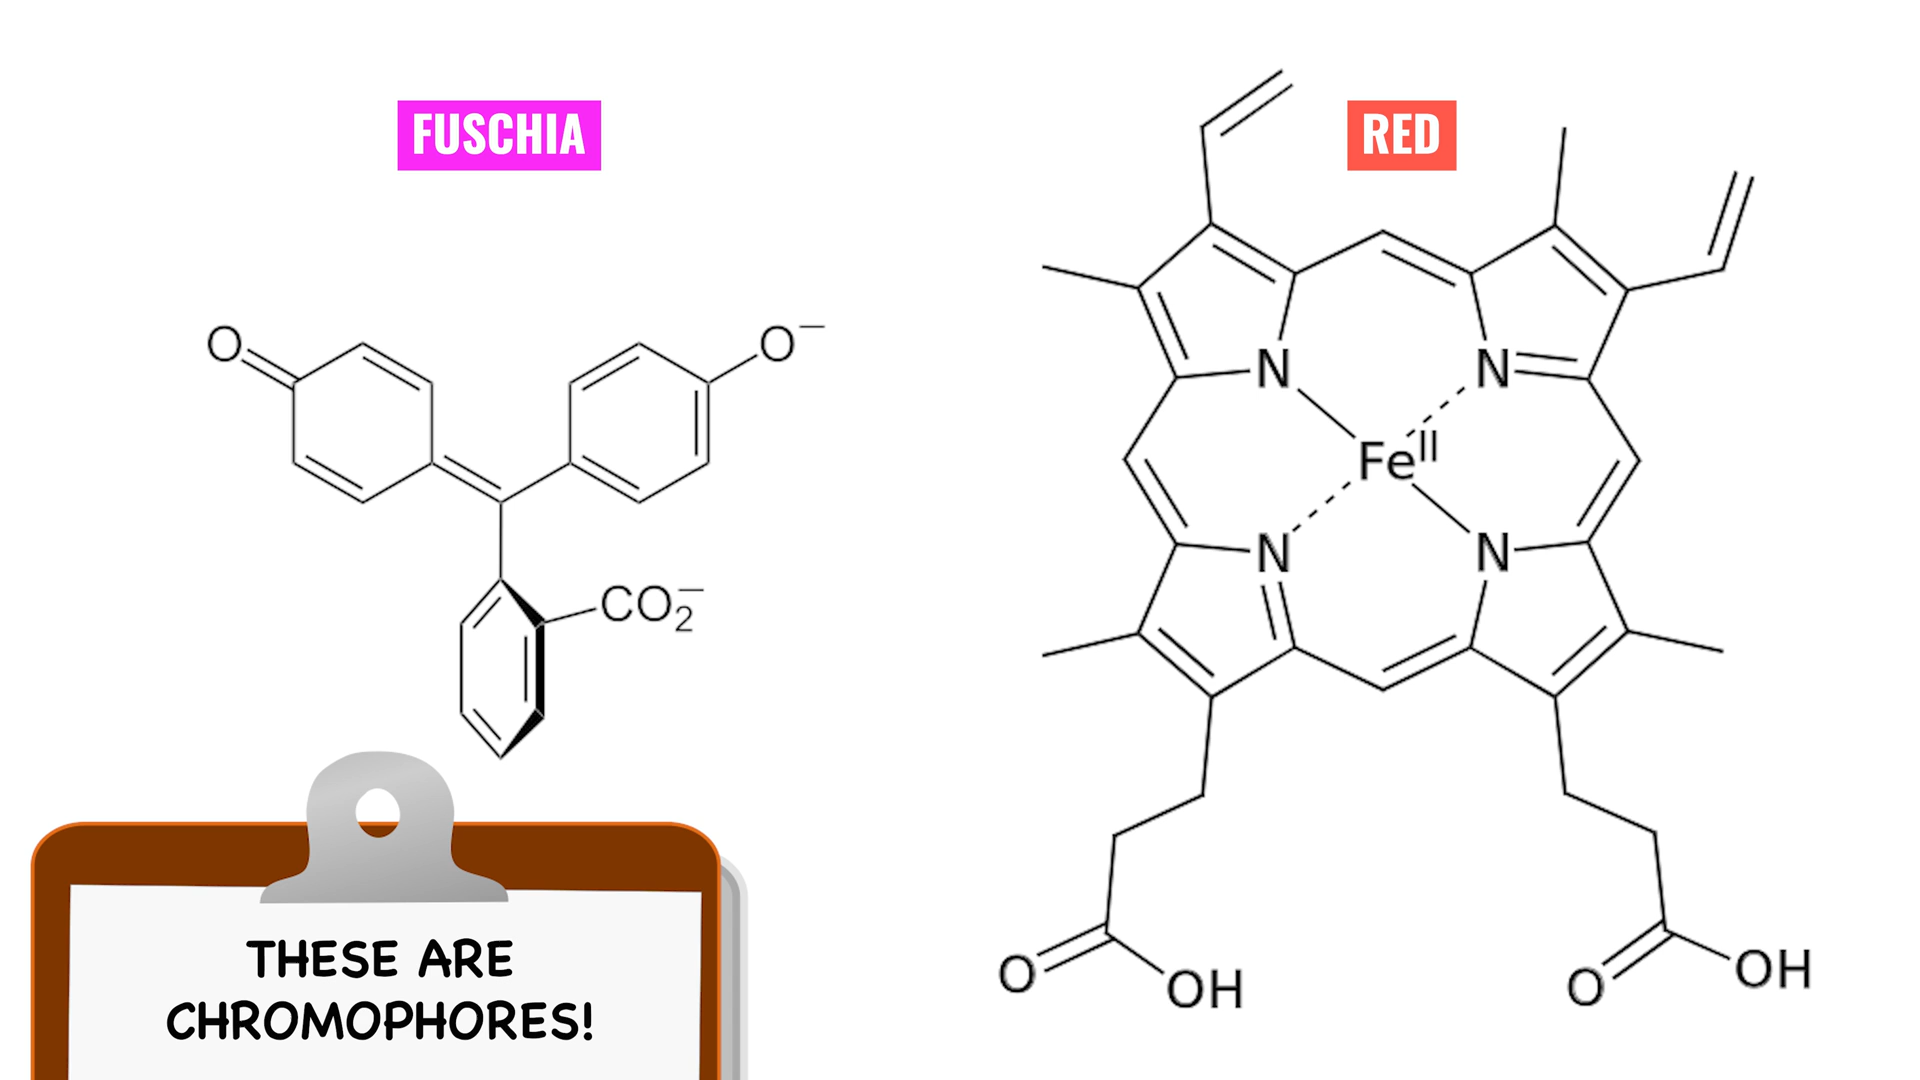 FUSCHIA
RED
O
O⁻
CO₂⁻
N
N
Feᴵᴵ
N
N
O
OH
O
OH
THESE ARE
CHROMOPHORES!